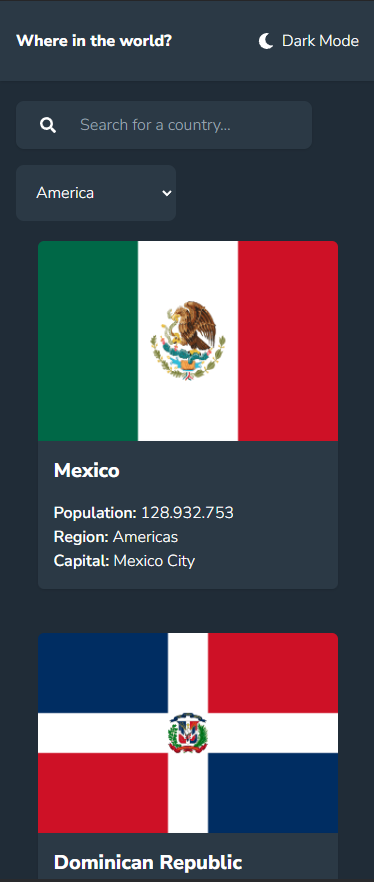 Where in the world?
Dark Mode
Search for a country...
America
Mexico
Population: 128.932.753
Region: Americas
Capital: Mexico City
Dominican Republic